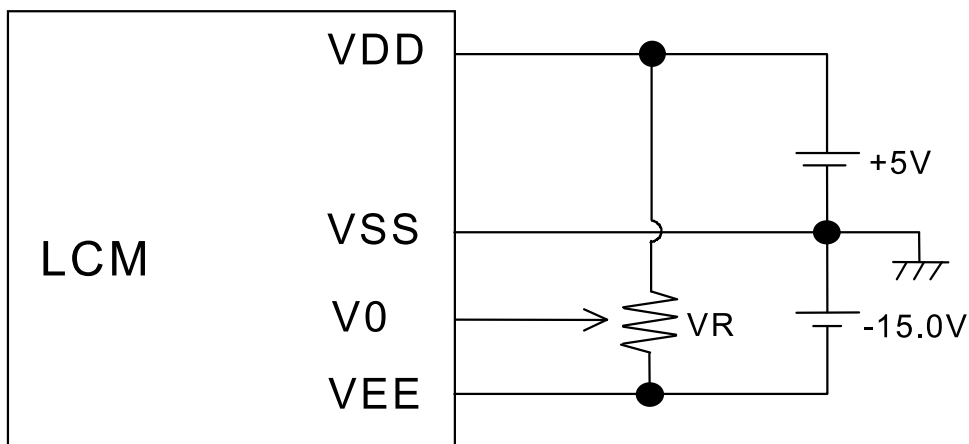 VDD
+5V
VSS
LCM
V0
VR
-15.0V
VEE